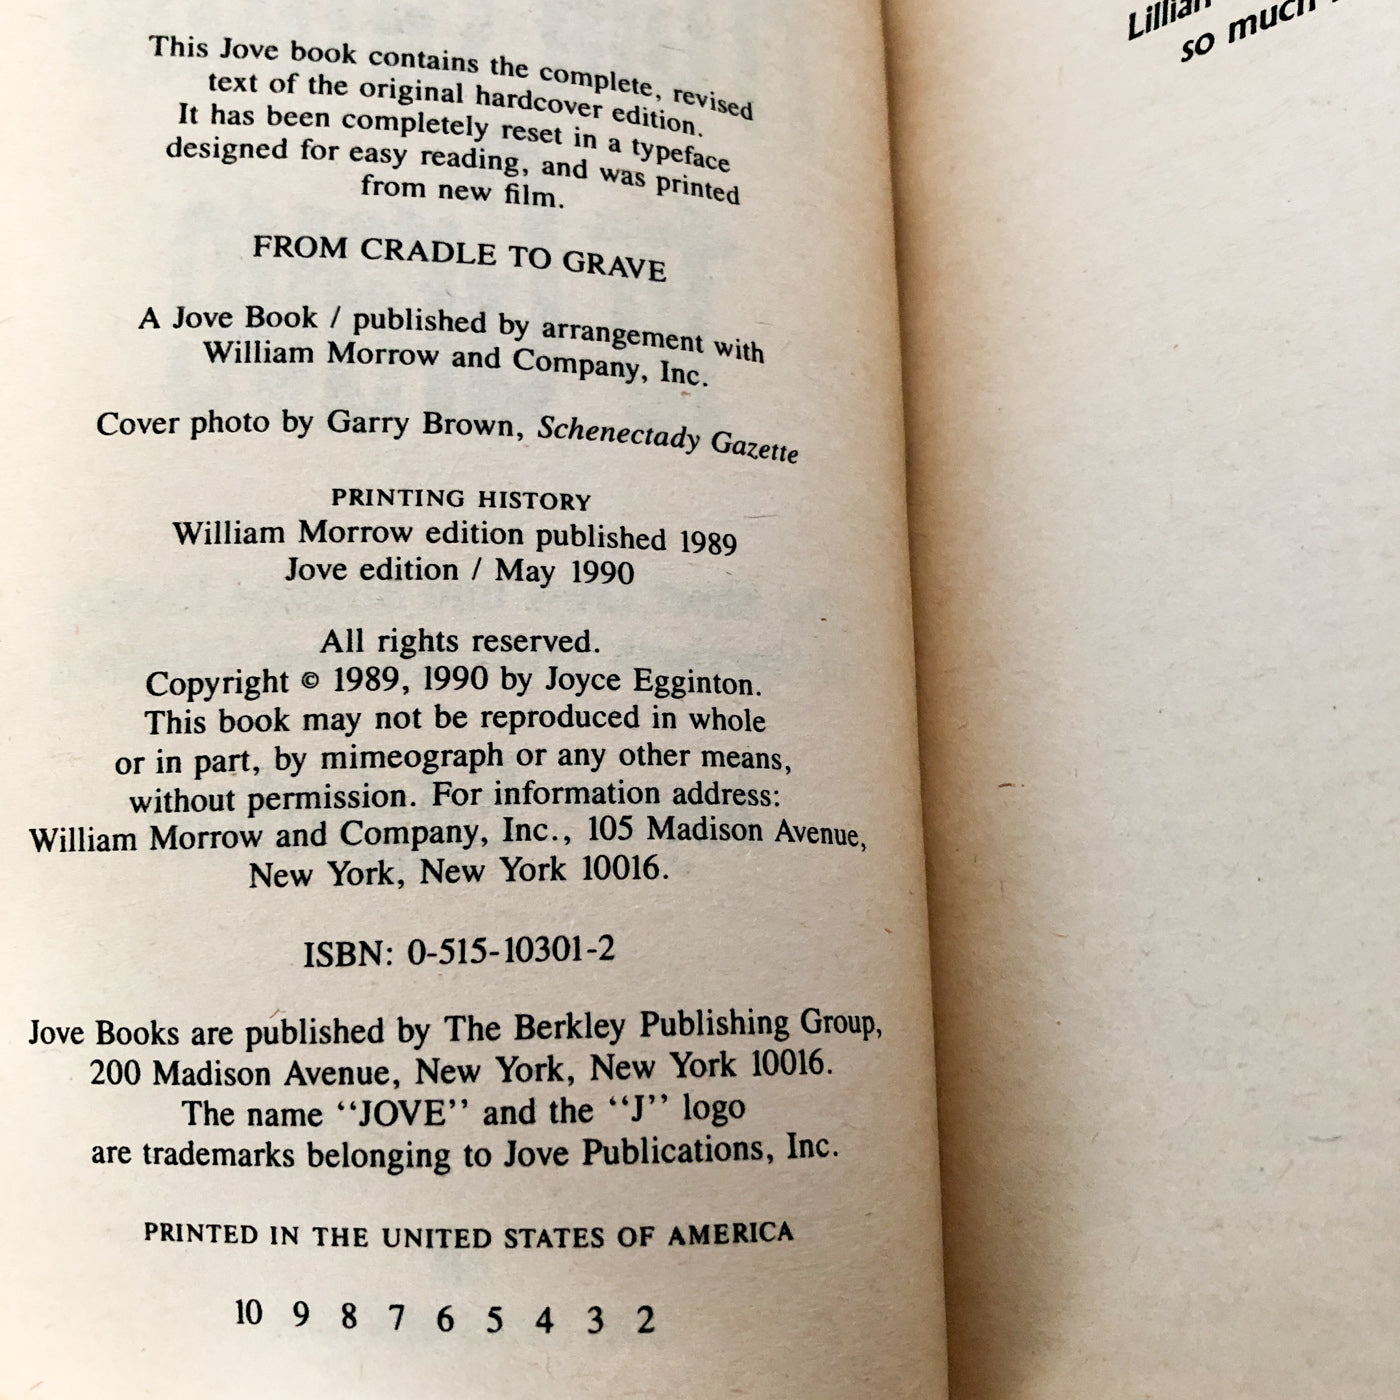 This Jove book contains the complete, revised
text of the original hardcover edition.
It has been completely reset in a typeface
designed for easy reading, and was printed
from new film.
FROM CRADLE TO GRAVE
A Jove Book / published by arrangement with
William Morrow and Company, Inc.
Cover photo by Garry Brown, Schenectady Gazette
PRINTING HISTORY
William Morrow edition published 1989
Jove edition / May 1990
All rights reserved.
Copyright © 1989, 1990 by Joyce Egginton.
This book may not be reproduced in whole
or in part, by mimeograph or any other means,
without permission. For information address:
William Morrow and Company, Inc., 105 Madison Avenue,
New York, New York 10016.
ISBN: 0-515-10301-2
Jove Books are published by The Berkley Publishing Group,
200 Madison Avenue, New York, New York 10016.
The name “JOVE” and the “J” logo
are trademarks belonging to Jove Publications, Inc.
PRINTED IN THE UNITED STATES OF AMERICA
10 9 8 7 6 5 4 3 2
Lillian
so much